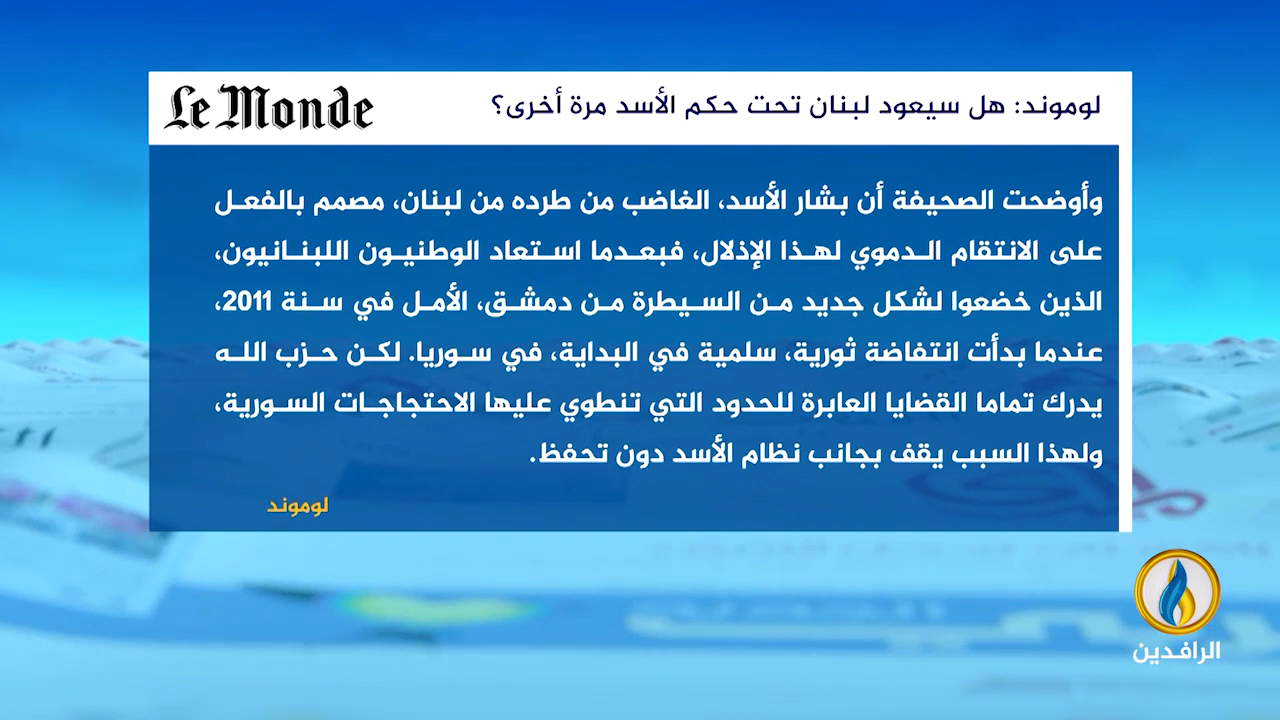 Le Monde
لوموند: هل سيعود لبنان تحت حكم الأسد مرة أخرى؟
وأوضحت الصحيفة أن بشار الأسد، الغاضب من طرده من لبنان، مصمم بالفعل
على الانتقام الدموي لهذا الإذلال، فبعدما استعاد الوطنيون اللبنانيون،
الذين خضعوا لشكل جديد من السيطرة من دمشق، الأمل في سنة 2011،
عندما بدأت انتفاضة ثورية، سلمية في البداية، في سوريا. لكن حزب الله
يدرك تماما القضايا العابرة للحدود التي تنطوي عليها الاحتجاجات السورية،
ولهذا السبب يقف بجانب نظام الأسد دون تحفظ.
لوموند
الرافدين